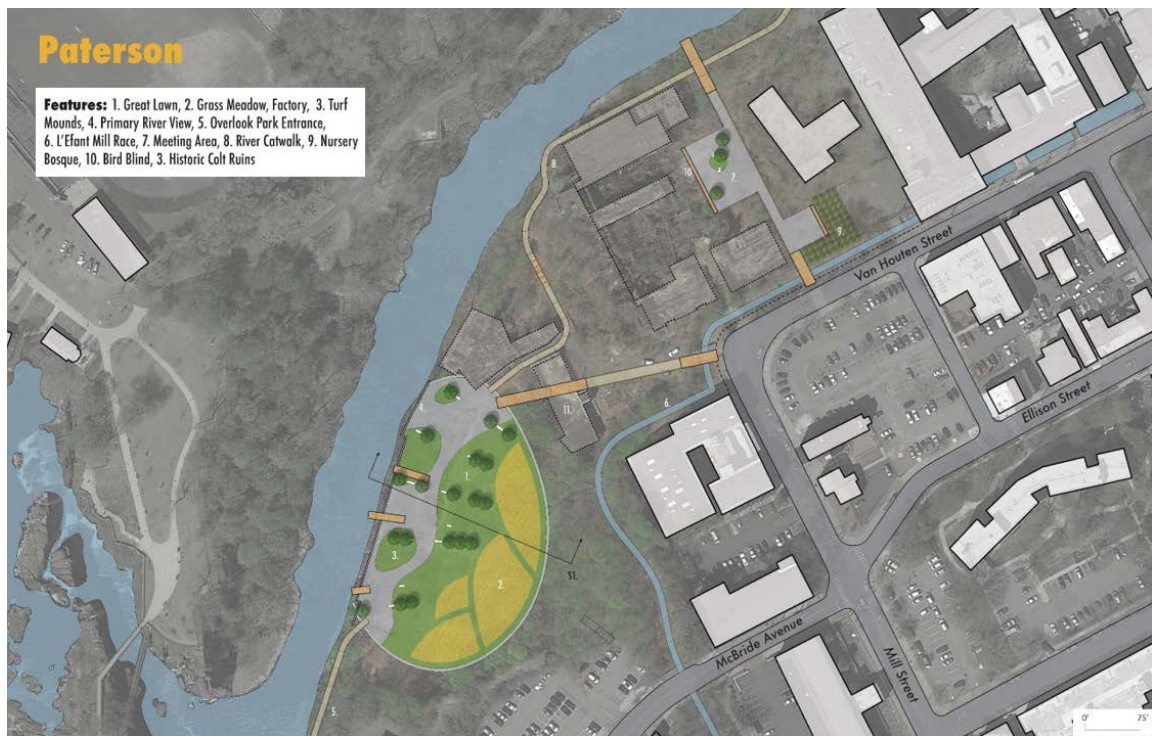 Paterson
Features: 1. Great Lawn, 2. Grass Meadow, Factory, 3. Turf
Mounds, 4. Primary River View, 5. Overlook Park Entrance,
6. L'Efant Mill Race, 7. Meeting Area, 8. River Catwalk, 9. Nursery
Bosque, 10. Bird Blind, 3. Historic Colt Ruins
8.
10.
7.
9.
Van Houten Street
Ellison Street
6.
11.
4.
1.
3.
S1.
2.
McBride Avenue
Mill Street
5.
0' 75'